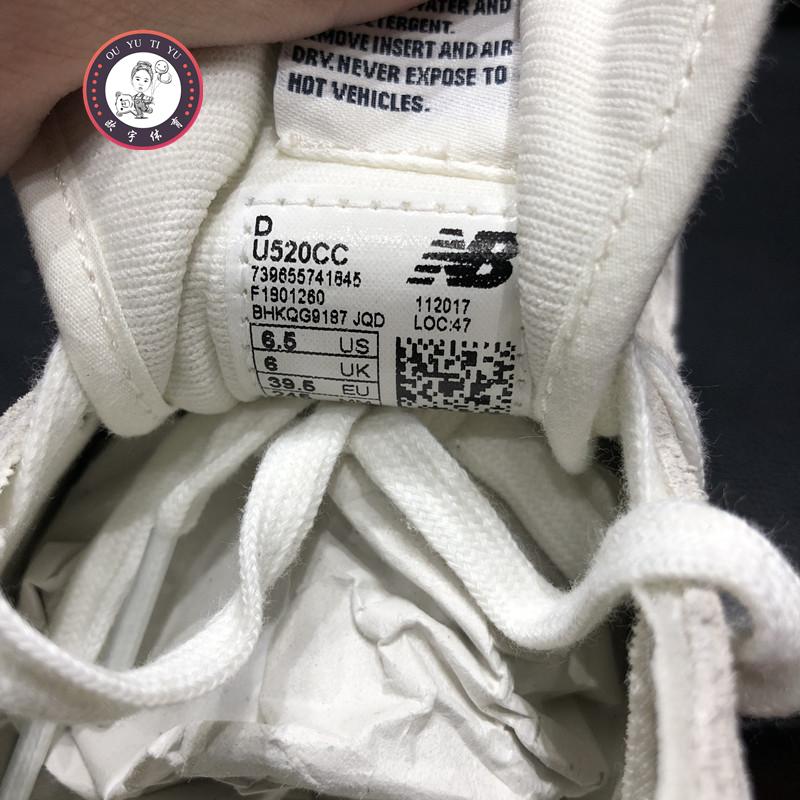 OU YU TI YU
欧宇体育
WATER AND
DETERGENT.
REMOVE INSERT AND AIR
DRY. NEVER EXPOSE TO
HOT VEHICLES.
D
U520CC
739655741845
F1901260
BHKQG9187 JQD
NB
112017
LOC:47
6.5 US
6 UK
39.5 EU